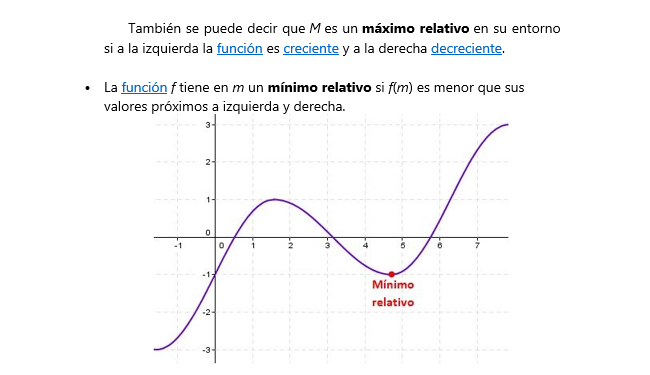 También se puede decir que M es un máximo relativo en su entorno
si a la izquierda la función es creciente y a la derecha decreciente.
• La función f tiene en m un mínimo relativo si f(m) es menor que sus
valores próximos a izquierda y derecha.
3
2
1
0
-1 0 1 2 3 4 5 6 7
-1
Mínimo
relativo
-2
-3